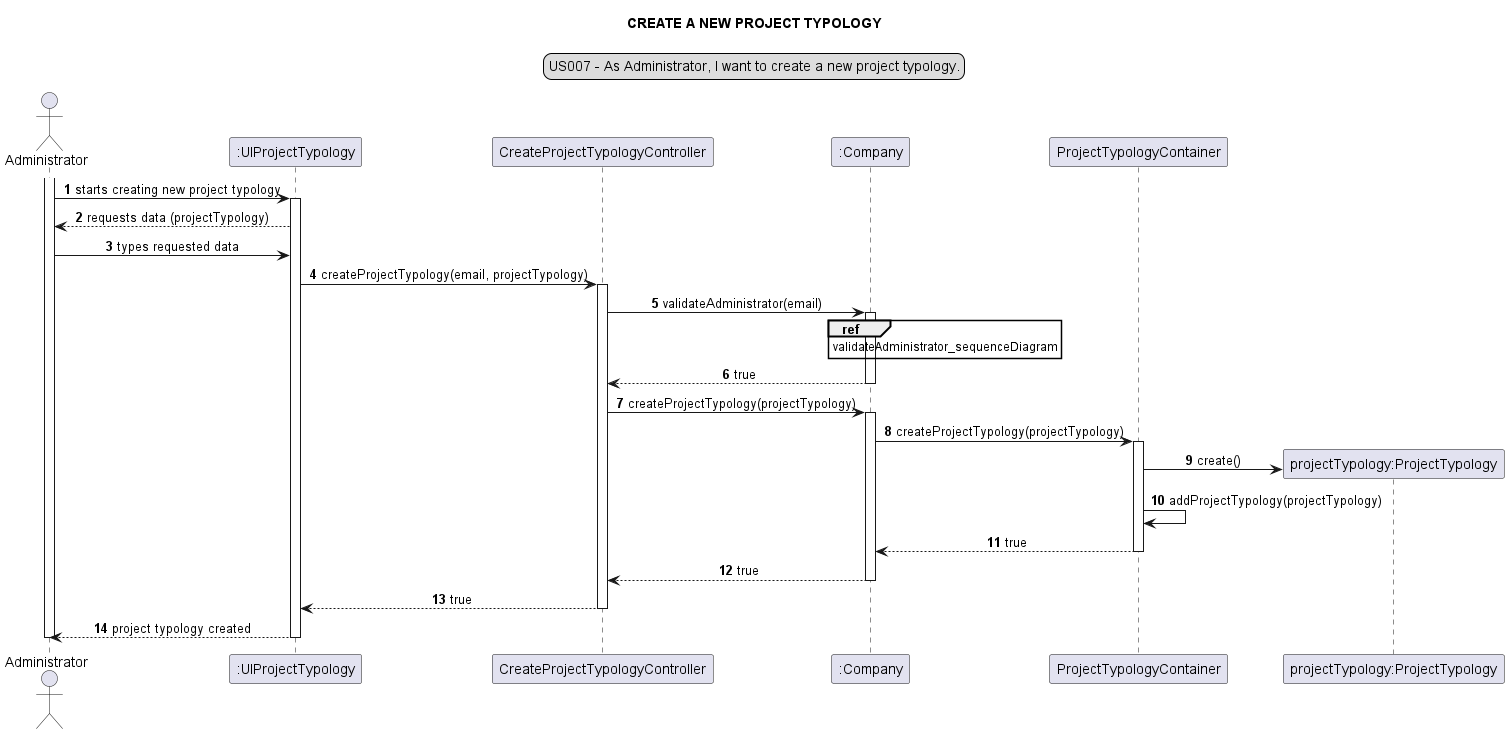 CREATE A NEW PROJECT TYPOLOGY
US007 - As Administrator, I want to create a new project typology.
Administrator
:UIProjectTypology
CreateProjectTypologyController
:Company
ProjectTypologyContainer
1 starts creating new project typology
2 requests data (projectTypology)
3 types requested data
4 createProjectTypology(email, projectTypology)
5 validateAdministrator(email)
ref
validateAdministrator_sequenceDiagram
6 true
7 createProjectTypology(projectTypology)
8 createProjectTypology(projectTypology)
9 create()
projectTypology:ProjectTypology
10 addProjectTypology(projectTypology)
11 true
12 true
13 true
14 project typology created
Administrator
:UIProjectTypology
CreateProjectTypologyController
:Company
ProjectTypologyContainer
projectTypology:ProjectTypology